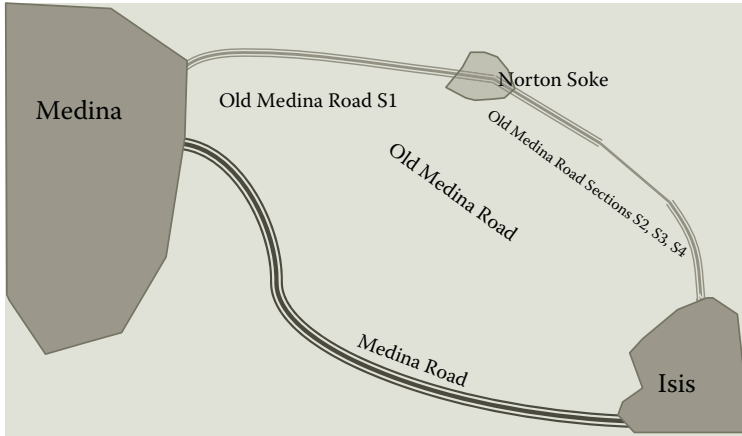 Norton Soke
Medina
Old Medina Road S1
Old Medina Road Sections S2, S3, S4
Old Medina Road
Medina Road
Isis